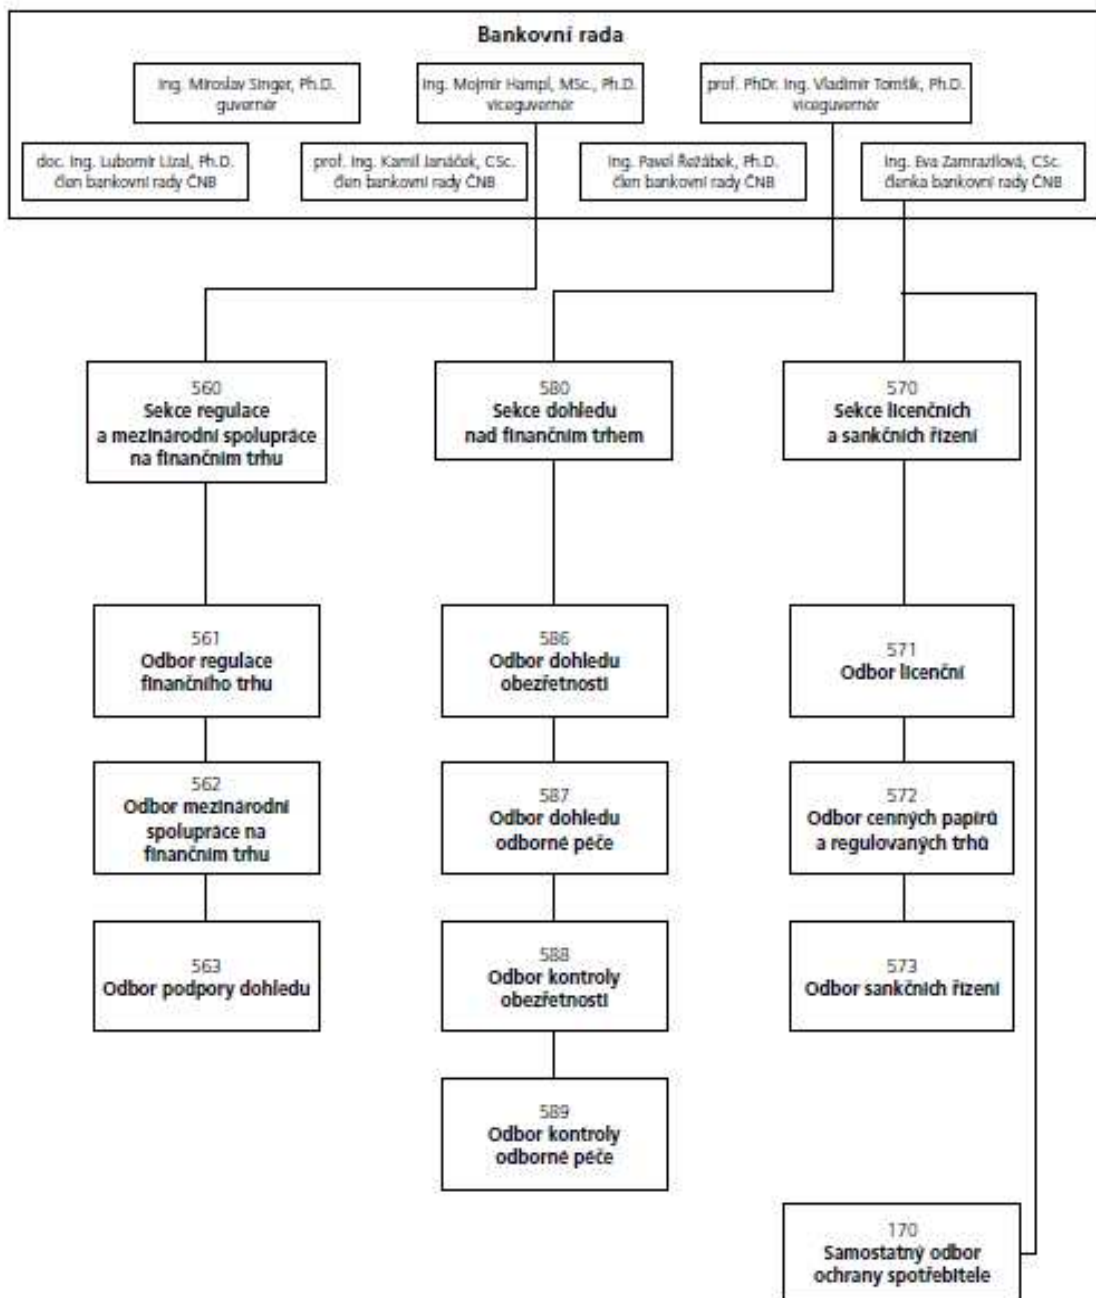 Bankovní rada
Ing. Miroslav Singer, Ph.D.
guvernér
Ing. Mojmír Hampl, MSc., Ph.D.
viceguvernér
prof. PhDr. Ing. Vladimír Tomšík, Ph.D.
viceguvernér
doc. Ing. Lubomír Lízal, Ph.D.
člen bankovní rady ČNB
prof. Ing. Kamil Janáček, CSc.
člen bankovní rady ČNB
Ing. Pavel Řežábek, Ph.D.
člen bankovní rady ČNB
Ing. Eva Zamrazilová, CSc.
členka bankovní rady ČNB
560
Sekce regulace
a mezinárodní spolupráce
na finančním trhu
580
Sekce dohledu
nad finančním trhem
570
Sekce licenčních
a sankčních řízení
561
Odbor regulace
finančního trhu
586
Odbor dohledu
obezřetnosti
571
Odbor licenční
562
Odbor mezinárodní
spolupráce na
finančním trhu
587
Odbor dohledu
odborné péče
572
Odbor cenných papírů
a regulovaných trhů
563
Odbor podpory dohledu
588
Odbor kontroly
obezřetnosti
573
Odbor sankčních řízení
589
Odbor kontroly
odborné péče
170
Samostatný odbor
ochrany spotřebitele